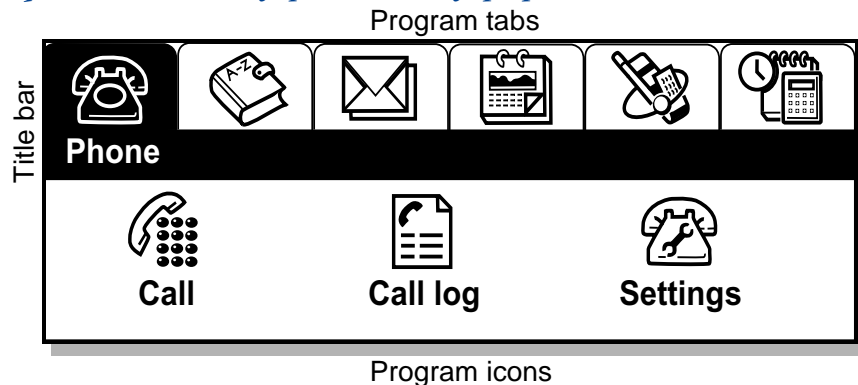 Program tabs
Title bar
A-Z
Phone
Call
Call log
Settings
Program icons